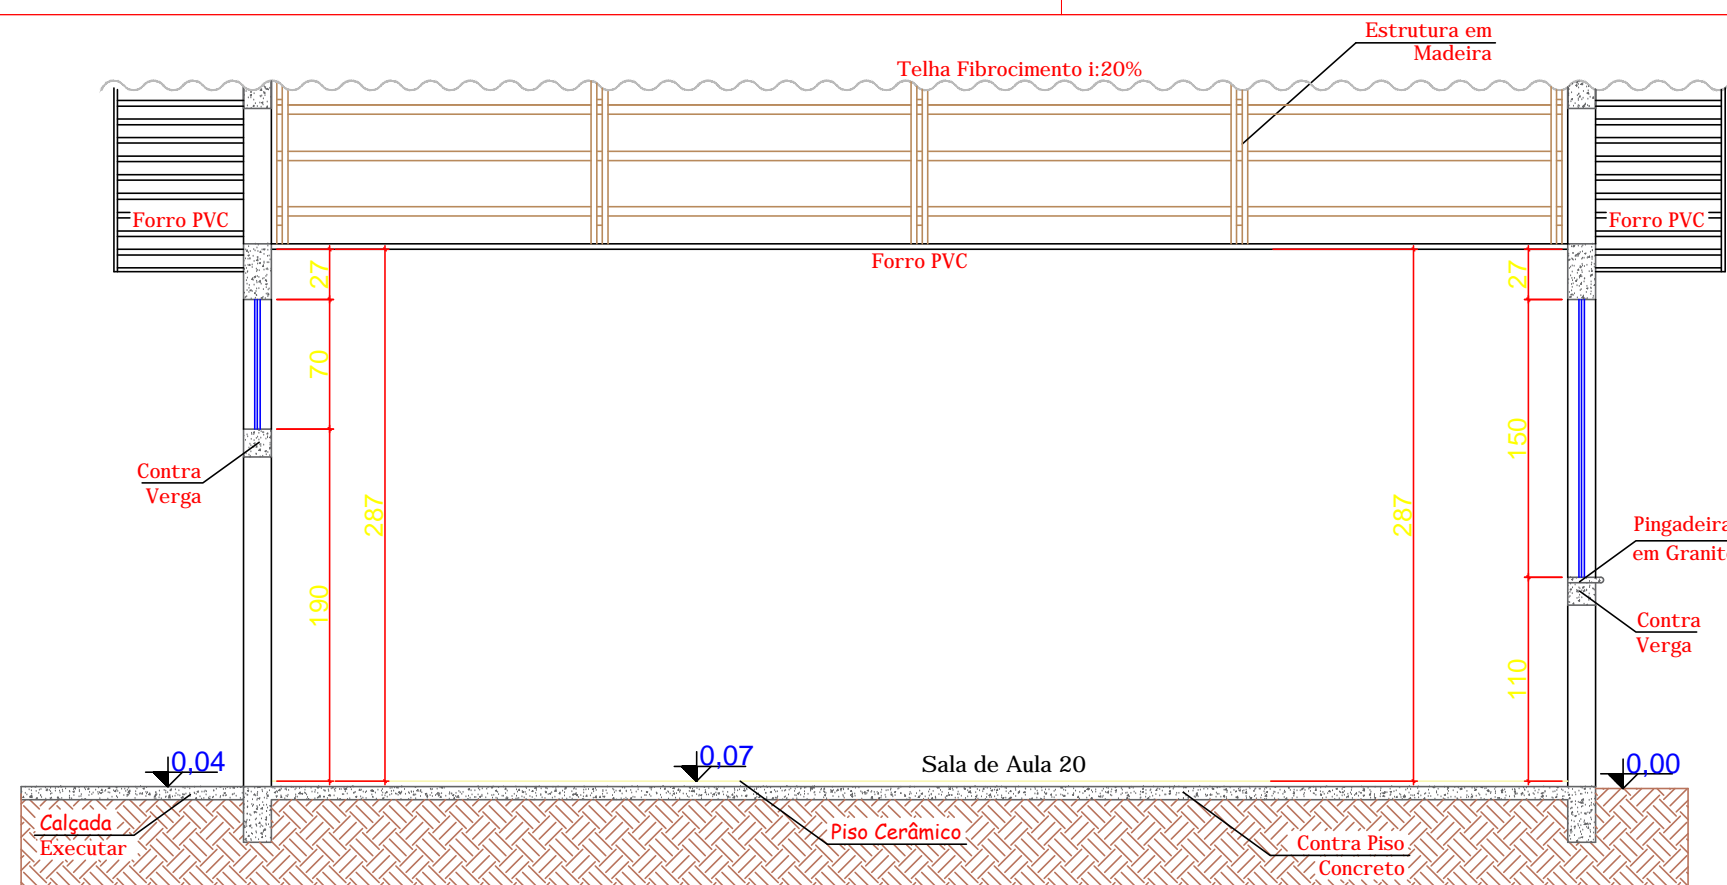 Estrutura em
Madeira
Telha Fibrocimento i:20%
Forro PVC
Forro PVC
Forro PVC
27
27
70
150
Contra
Verga
287
287
Pingadeira
em Granito
190
Contra
Verga
110
0,04
0,07
Sala de Aula 20
0,00
Calçada
Executar
Piso Cerâmico
Contra Piso
Concreto